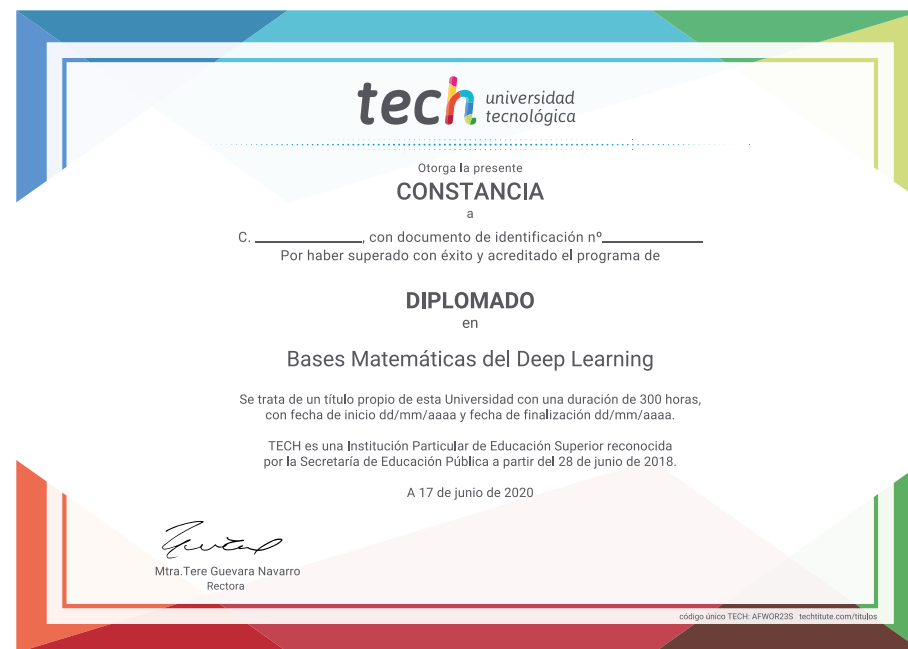 tech universidad
tecnológica
Otorga la presente
CONSTANCIA
a
C. ____________, con documento de identificación nº____________
Por haber superado con éxito y acreditado el programa de
DIPLOMADO
en
Bases Matemáticas del Deep Learning
Se trata de un título propio de esta Universidad con una duración de 300 horas,
con fecha de inicio dd/mm/aaaa y fecha de finalización dd/mm/aaaa.
TECH es una Institución Particular de Educación Superior reconocida
por la Secretaría de Educación Pública a partir del 28 de junio de 2018.
A 17 de junio de 2020
Mtra.Tere Guevara Navarro
Rectora
código único TECH: AFWOR23S techtitute.com/titulos